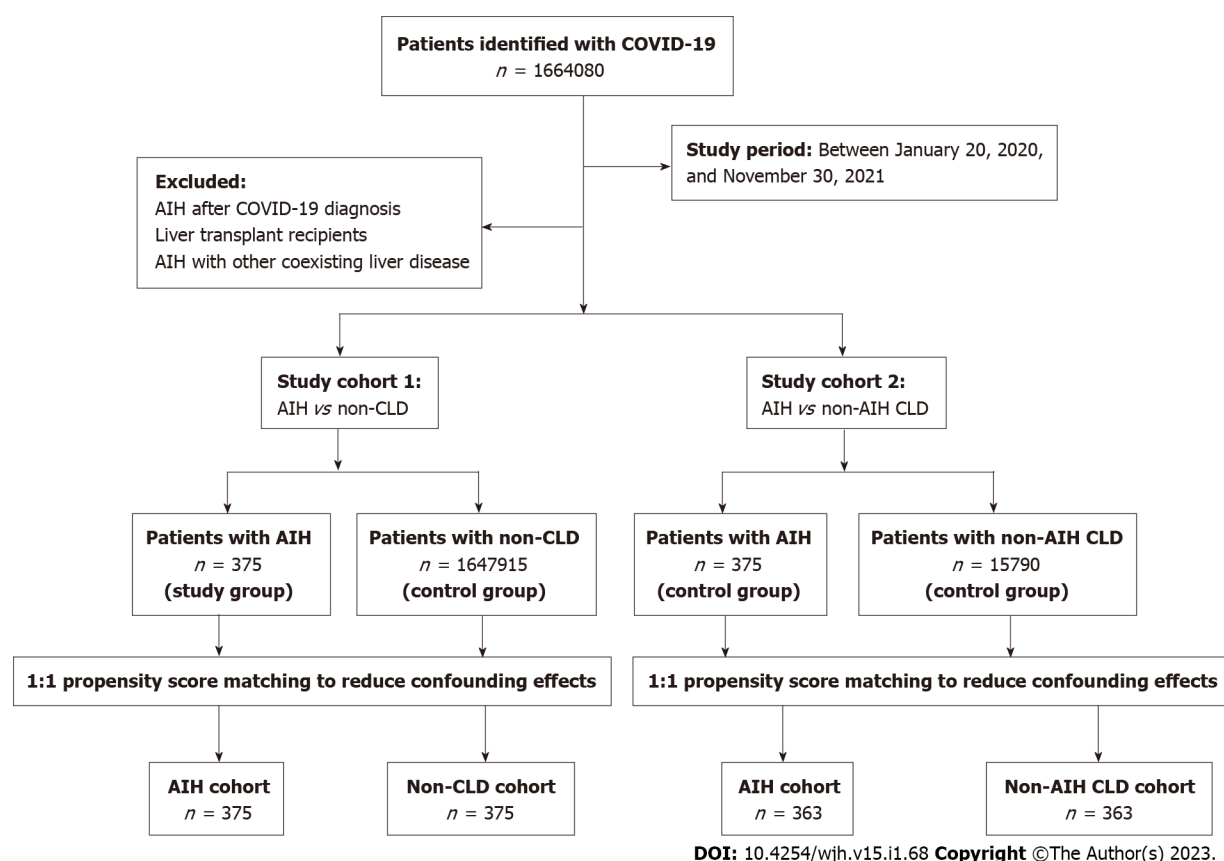 Patients identified with COVID-19
n = 1664080
Study period: Between January 20, 2020,
and November 30, 2021
Excluded:
AIH after COVID-19 diagnosis
Liver transplant recipients
AIH with other coexisting liver disease
Study cohort 1:
AIH vs non-CLD
Study cohort 2:
AIH vs non-AIH CLD
Patients with AIH
n = 375
(study group)
Patients with non-CLD
n = 1647915
(control group)
Patients with AIH
n = 375
(control group)
Patients with non-AIH CLD
n = 15790
(control group)
1:1 propensity score matching to reduce confounding effects
1:1 propensity score matching to reduce confounding effects
AIH cohort
n = 375
Non-CLD cohort
n = 375
AIH cohort
n = 363
Non-AIH CLD cohort
n = 363
DOI: 10.4254/wjh.v15.i1.68 Copyright ©The Author(s) 2023.